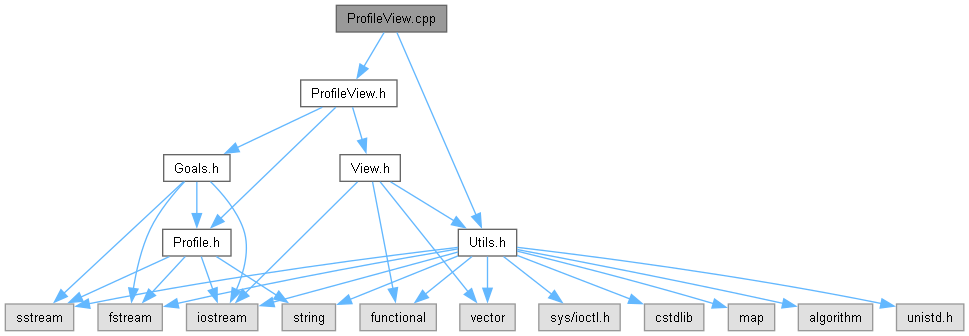 ProfileView.cpp
ProfileView.h
Goals.h
View.h
Profile.h
Utils.h
sstream
fstream
iostream
string
functional
vector
sys/ioctl.h
cstdlib
map
algorithm
unistd.h